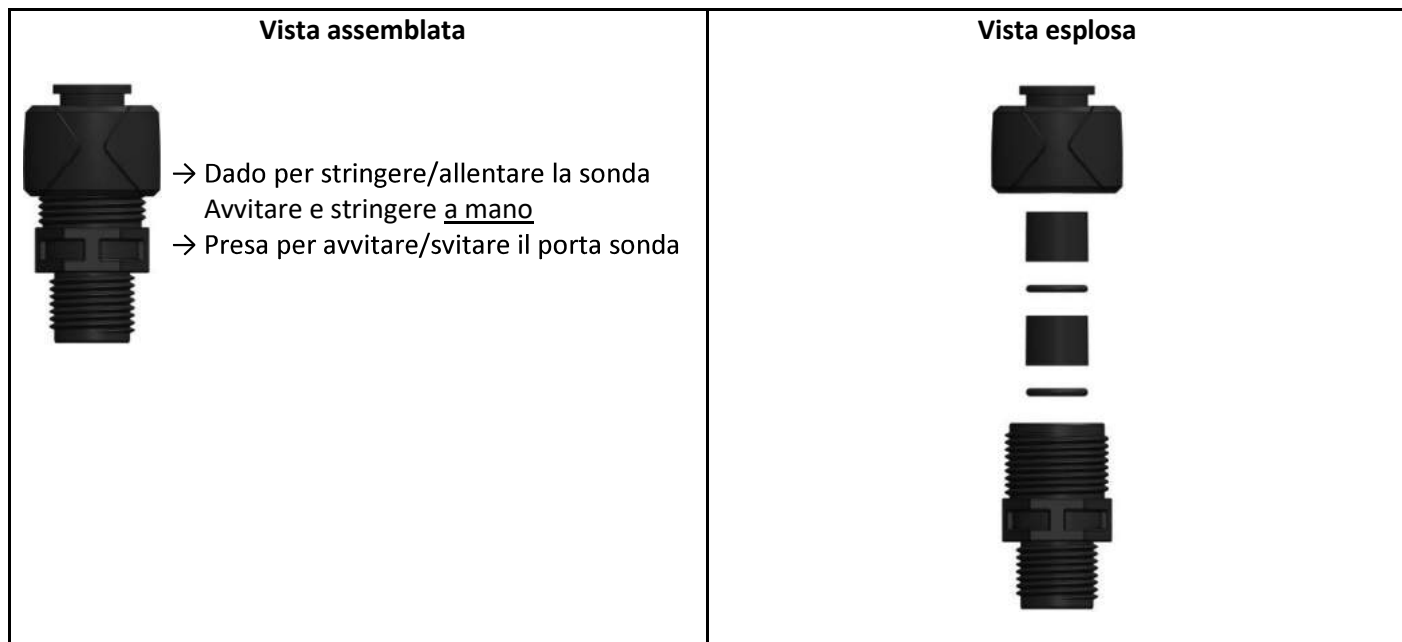 Vista assemblata
Vista esplosa
→ Dado per stringere/allentare la sonda
Avvitare e stringere a mano
→ Presa per avvitare/svitare il porta sonda